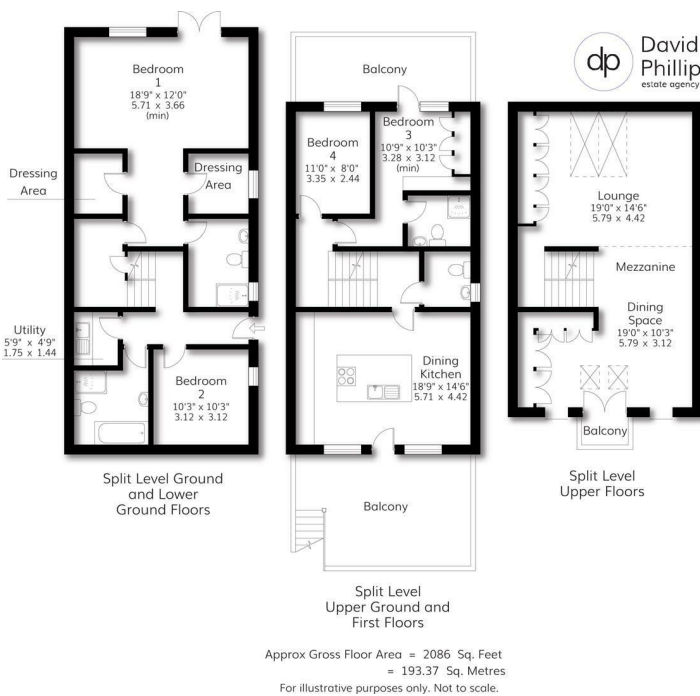 David
Phillip
estate agency
dp
Bedroom
1
18'9" x 12'0"
5.71 x 3.66
(min)
Dressing
Area
Dressing
Area
Utility
5'9" x 4'9"
1.75 x 1.44
Bedroom
2
10'3" x 10'3"
3.12 x 3.12
Split Level Ground
and Lower
Ground Floors
Balcony
Bedroom
4
11'0" x 8'0"
3.35 x 2.44
Bedroom
3
10'9" x 10'3"
3.28 x 3.12
(min)
Dining
Kitchen
18'9" x 14'6"
5.71 x 4.42
Balcony
Split Level
Upper Ground and
First Floors
Lounge
19'0" x 14'6"
5.79 x 4.42
Mezzanine
Dining
Space
19'0" x 10'3"
5.79 x 3.12
Balcony
Split Level
Upper Floors
Approx Gross Floor Area = 2086 Sq. Feet
= 193.37 Sq. Metres
For illustrative purposes only. Not to scale.